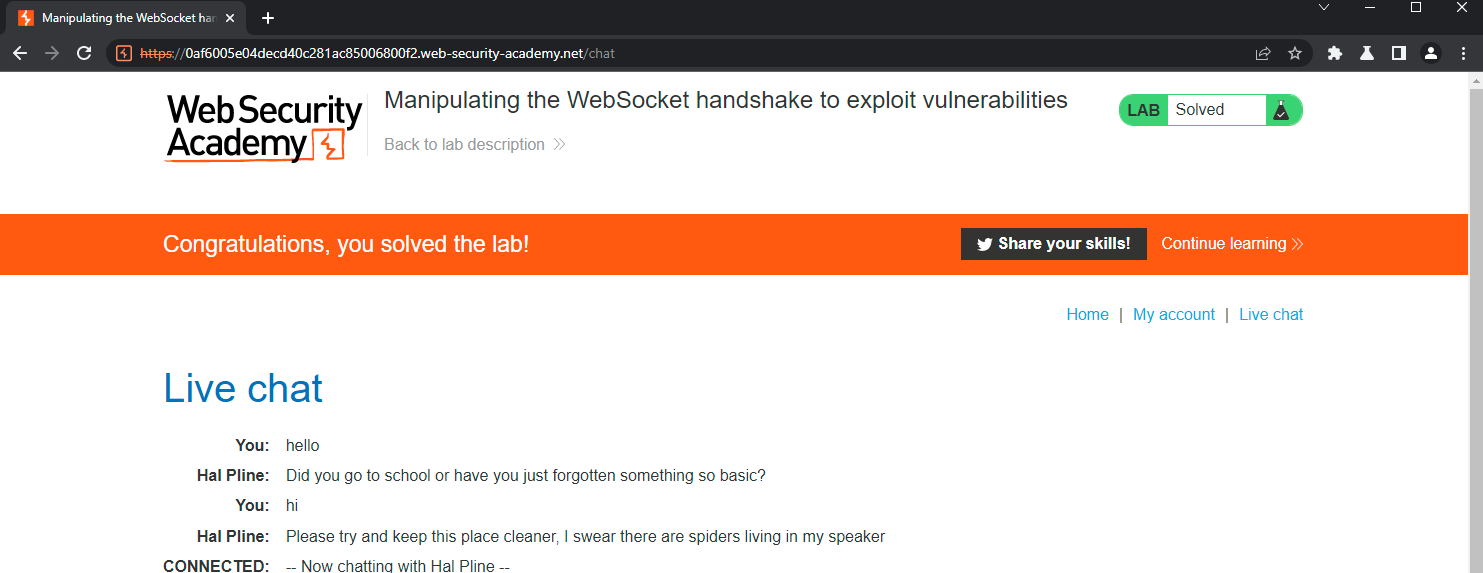 Manipulating the WebSocket han
https://0af6005e04decd40c281ac85006800f2.web-security-academy.net/chat
Web Security
Academy
Manipulating the WebSocket handshake to exploit vulnerabilities
Back to lab description
LAB Solved
Congratulations, you solved the lab!
Share your skills! Continue learning
Home | My account | Live chat
Live chat
You: hello
Hal Pline: Did you go to school or have you just forgotten something so basic?
You: hi
Hal Pline: Please try and keep this place cleaner, I swear there are spiders living in my speaker
CONNECTED: -- Now chatting with Hal Pline --